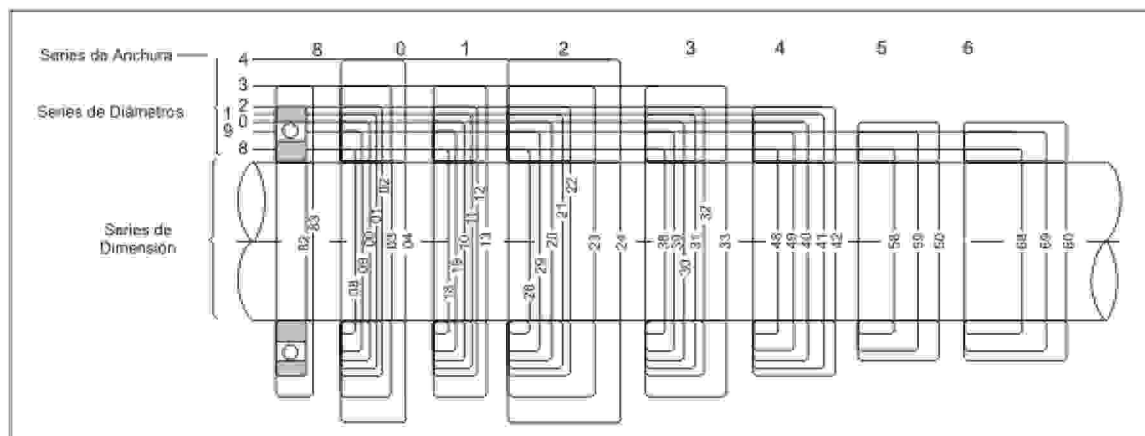 Series de Anchura 8 0 1 2 3 4 5 6
4
3
Series de Diámetros
2
1
0
9
8
Series de
Dimensión
82 83
08 09 00 01 02 03 04
18 19 10 11 12 13
28 29 20 21 22 23 24
38 39 30 31 32 33
48 49 40 41 42
58 59 50
68 69 60